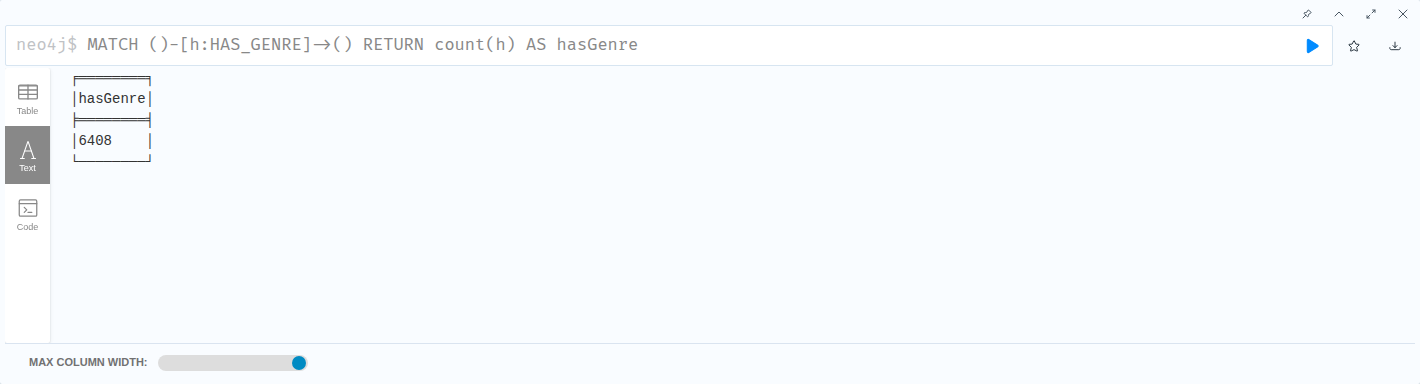 neo4j$ MATCH ()-[h:HAS_GENRE]->() RETURN count(h) AS hasGenre
Table
Text
Code
╒════════╕
│hasGenre│
╞════════╡
│6408    │
└────────┘
MAX COLUMN WIDTH: